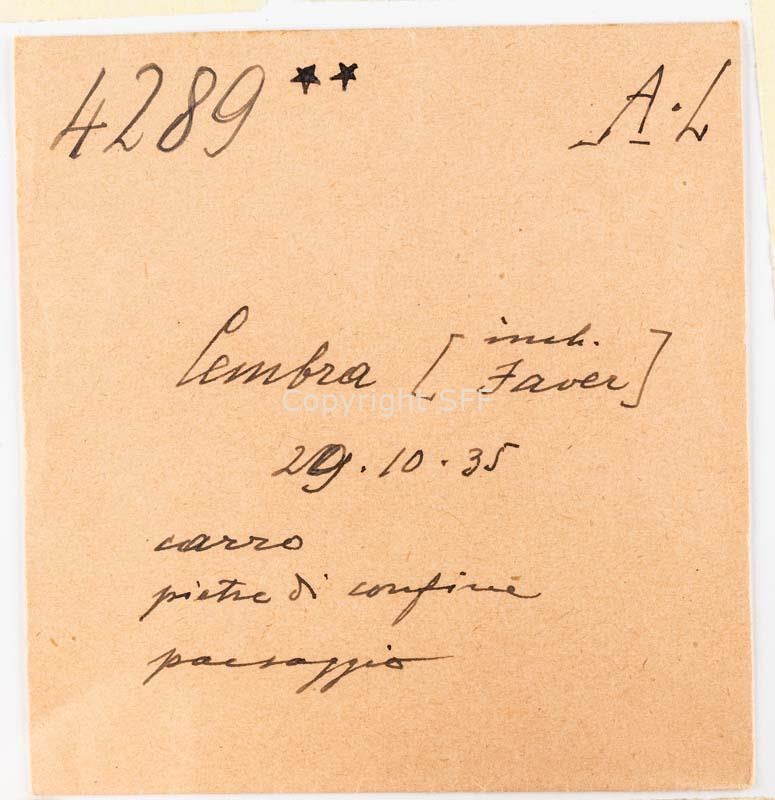 4289 ** A·L
Cembra [incl. Faver]
29.10.35
carro
pietre di confine
paesaggio
Copyright SFF